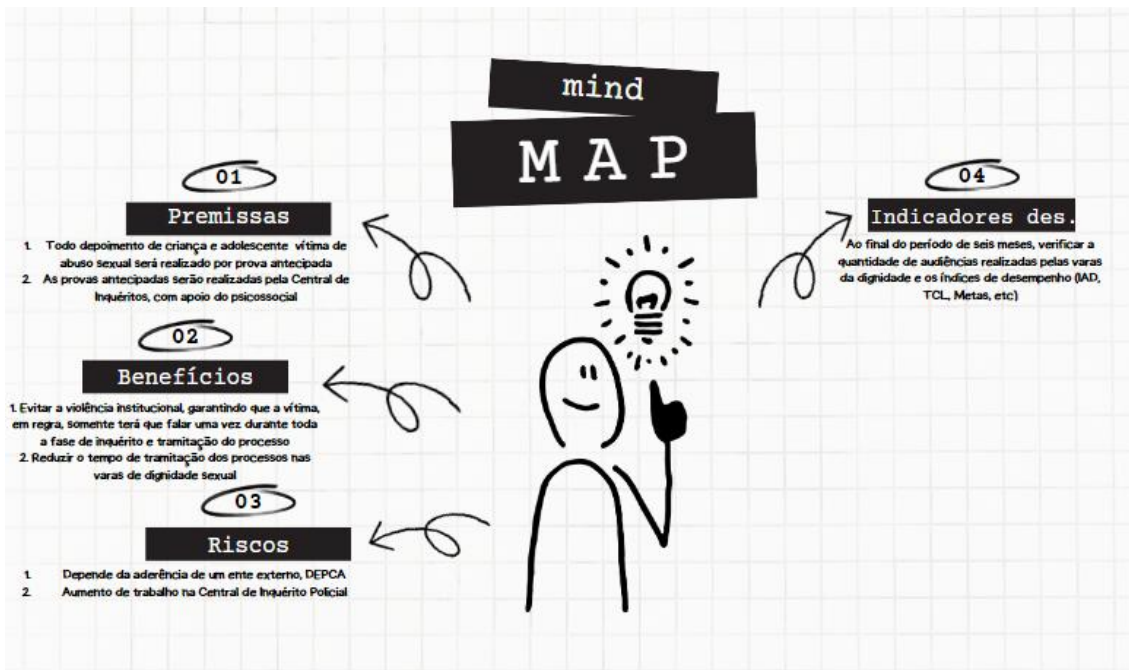 mind
MAP
01
Premissas
1. Todo depoimento de criança e adolescente vítima de
abuso sexual será realizado por prova antecipada
2. As provas antecipadas serão realizadas pela Central de
Inquéritos, com apoio do psicossocial
02
Benefícios
1. Evitar a violência institucional, garantindo que a vítima,
em regra, somente terá que falar uma vez durante toda
a fase de inquérito e tramitação do processo
2. Reduzir o tempo de tramitação dos processos nas
varas de dignidade sexual
03
Riscos
1. Depende da aderência de um ente externo, DEPCA
2. Aumento de trabalho na Central de Inquérito Policial
04
Indicadores des.
Ao final do período de seis meses, verificar a
quantidade de audiências realizadas pelas varas
da dignidade e os índices de desempenho (IAD,
TCL, Metas, etc)